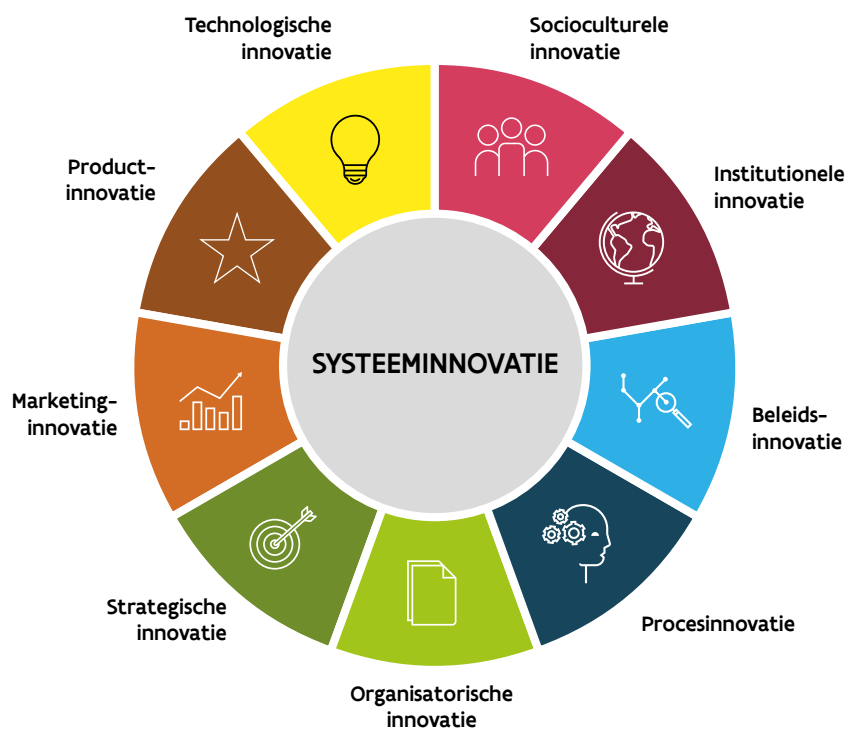 Technologische
innovatie
Socioculturele
innovatie
Institutionele
innovatie
Beleids-
innovatie
Procesinnovatie
Organisatorische
innovatie
Strategische
innovatie
Marketing-
innovatie
Product-
innovatie
SYSTEEMINNOVATIE